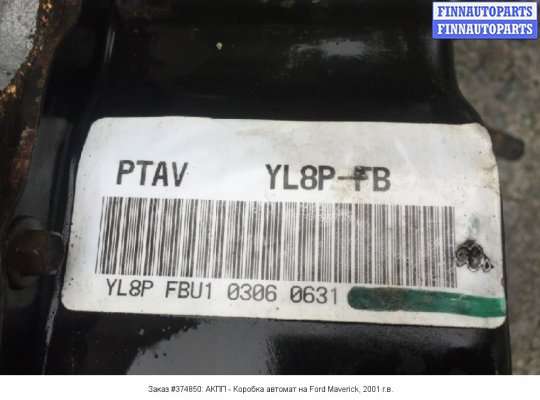 FINNAUTOPARTS
FINNAUTOPARTS
PTAV YL8P-FB
YL8P FBU1 0306 0631
Заказ #374850: АКПП - Коробка автомат на Ford Maverick, 2001 г.в.